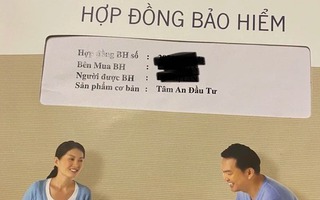 HỢP ĐỒNG BẢO HIỂM
Hợp đồng BH số :
Bên Mua BH :
Người được BH :
Sản phẩm cơ bản : Tâm An Đầu Tư